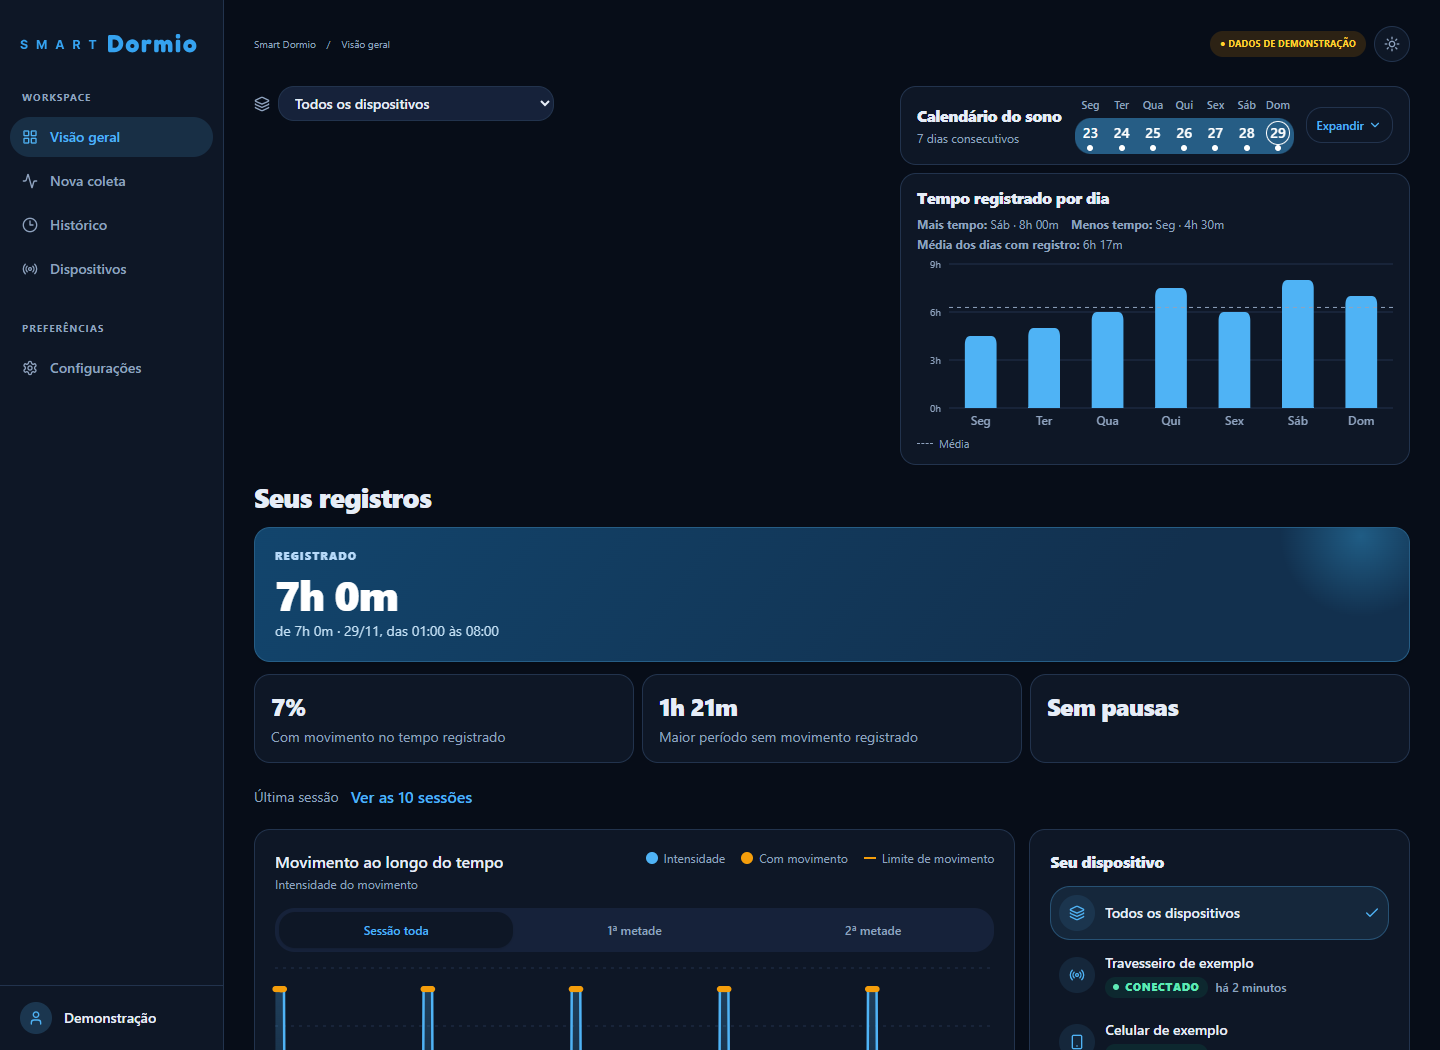 SMART Dormio
WORKSPACE
Visão geral
Nova coleta
Histórico
Dispositivos
PREFERÊNCIAS
Configurações
Demonstração
Smart Dormio / Visão geral
DADOS DE DEMONSTRAÇÃO
Todos os dispositivos
Calendário do sono
7 dias consecutivos
Seg Ter Qua Qui Sex Sáb Dom
23 24 25 26 27 28 29
Expandir
Tempo registrado por dia
Mais tempo: Sáb · 8h 00m Menos tempo: Seg · 4h 30m
Média dos dias com registro: 6h 17m
9h
6h
3h
0h
Seg Ter Qua Qui Sex Sáb Dom
Média
Seus registros
REGISTRADO
7h 0m
de 7h 0m · 29/11, das 01:00 às 08:00
7%
Com movimento no tempo registrado
1h 21m
Maior período sem movimento registrado
Sem pausas
Última sessão Ver as 10 sessões
Movimento ao longo do tempo
Intensidade do movimento
Intensidade Com movimento Limite de movimento
Sessão toda 1ª metade 2ª metade
Seu dispositivo
Todos os dispositivos
Travesseiro de exemplo
CONECTADO há 2 minutos
Celular de exemplo